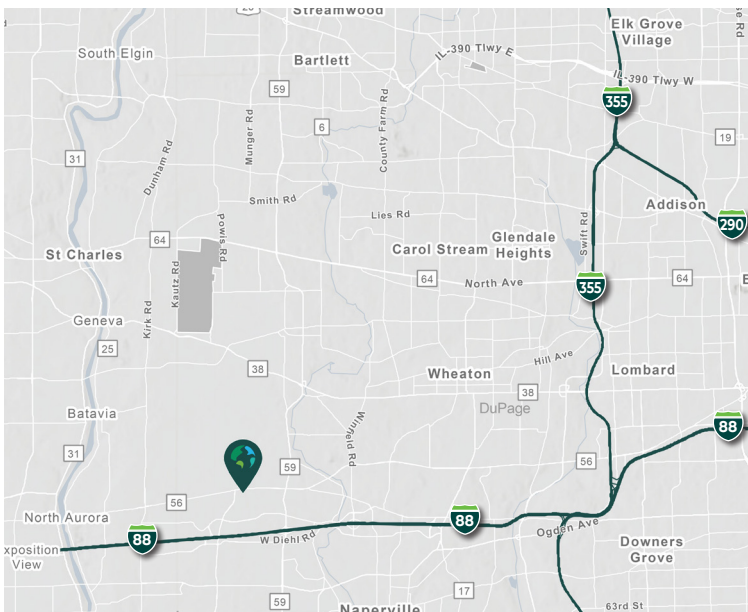 25
Streamwood
Elk Grove
Village
South Elgin
Bartlett
IL-390 Tlwy E
IL-390 Tlwy W
59
355
County Farm Rd
Munger Rd
6
19
31
Dunham Rd
Smith Rd
Lies Rd
Addison
290
Swift Rd
64
Powis Rd
St Charles
Carol Stream
Glendale
Heights
Kautz Rd
64
North Ave
355
64
Kirk Rd
Geneva
25
Hill Ave
38
Wheaton
Lombard
38
DuPage
Batavia
Winfield Rd
88
31
59
56
56
North Aurora
88
W Diehl Rd
88
Ogden Ave
xposition
View
Downers
Grove
17
59
Naperville
63rd St